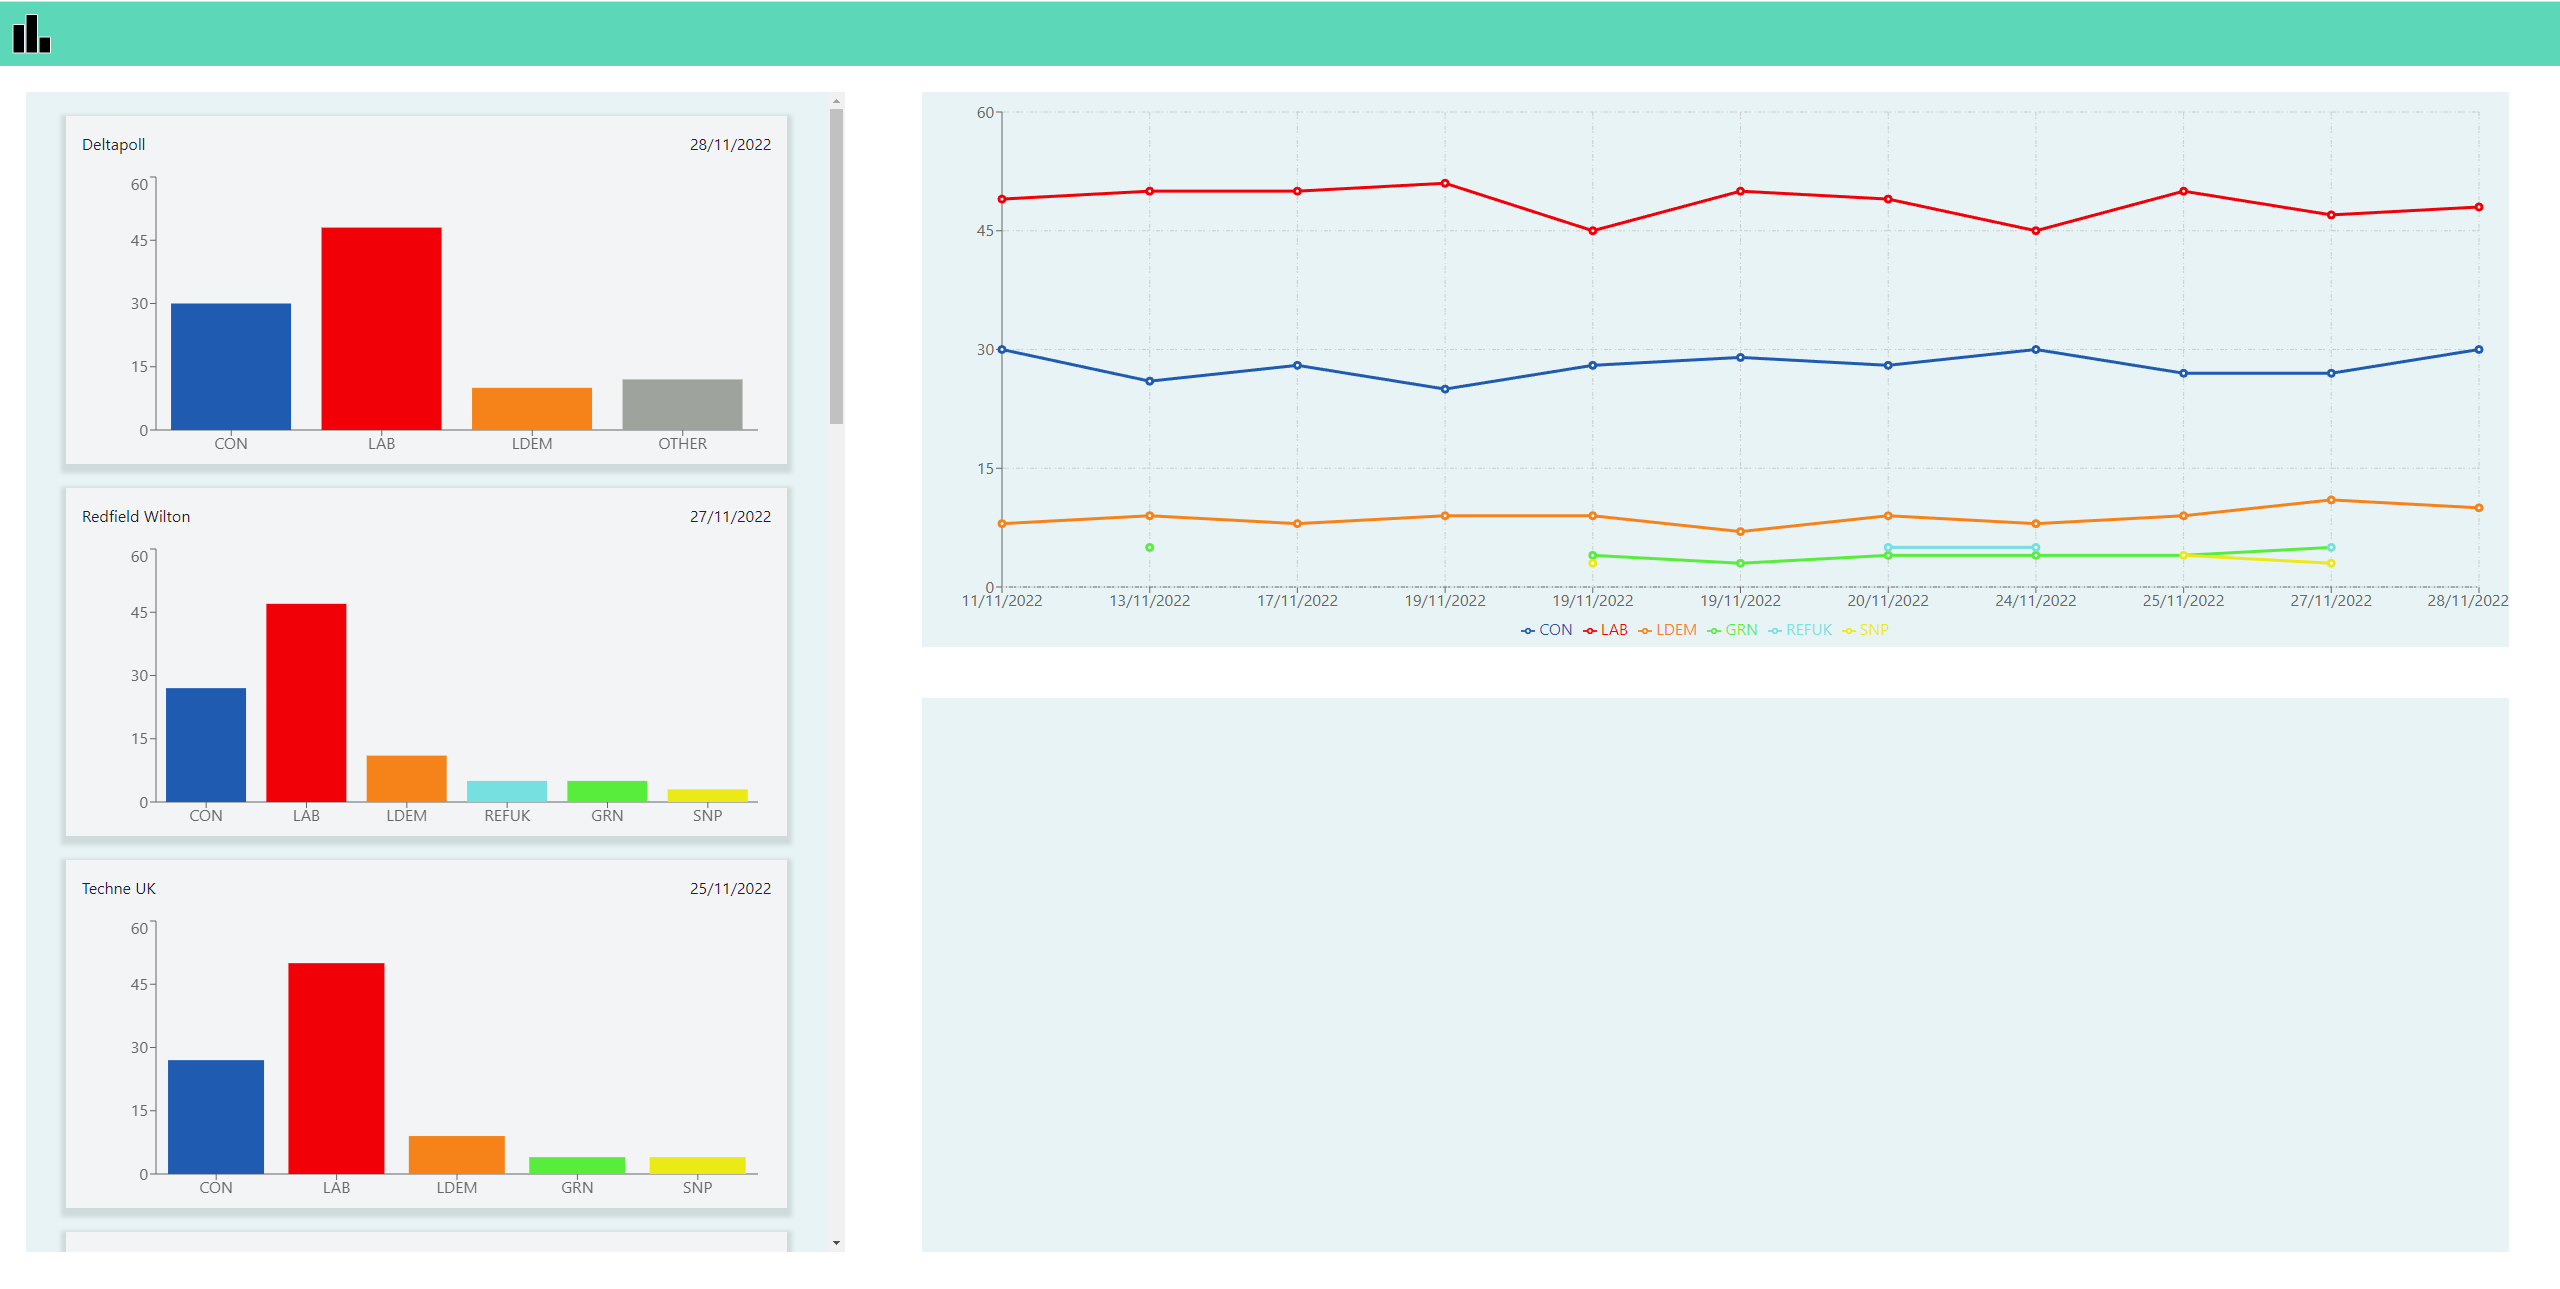 Deltapoll 28/11/2022
60
45
30
15
0
CON LAB LDEM OTHER
Redfield Wilton 27/11/2022
60
45
30
15
0
CON LAB LDEM REFUK GRN SNP
Techne UK 25/11/2022
60
45
30
15
0
CON LAB LDEM GRN SNP
60
45
30
15
0
11/11/2022 13/11/2022 17/11/2022 19/11/2022 19/11/2022 19/11/2022 20/11/2022 24/11/2022 25/11/2022 27/11/2022 28/11/2022
CON LAB LDEM GRN REFUK SNP